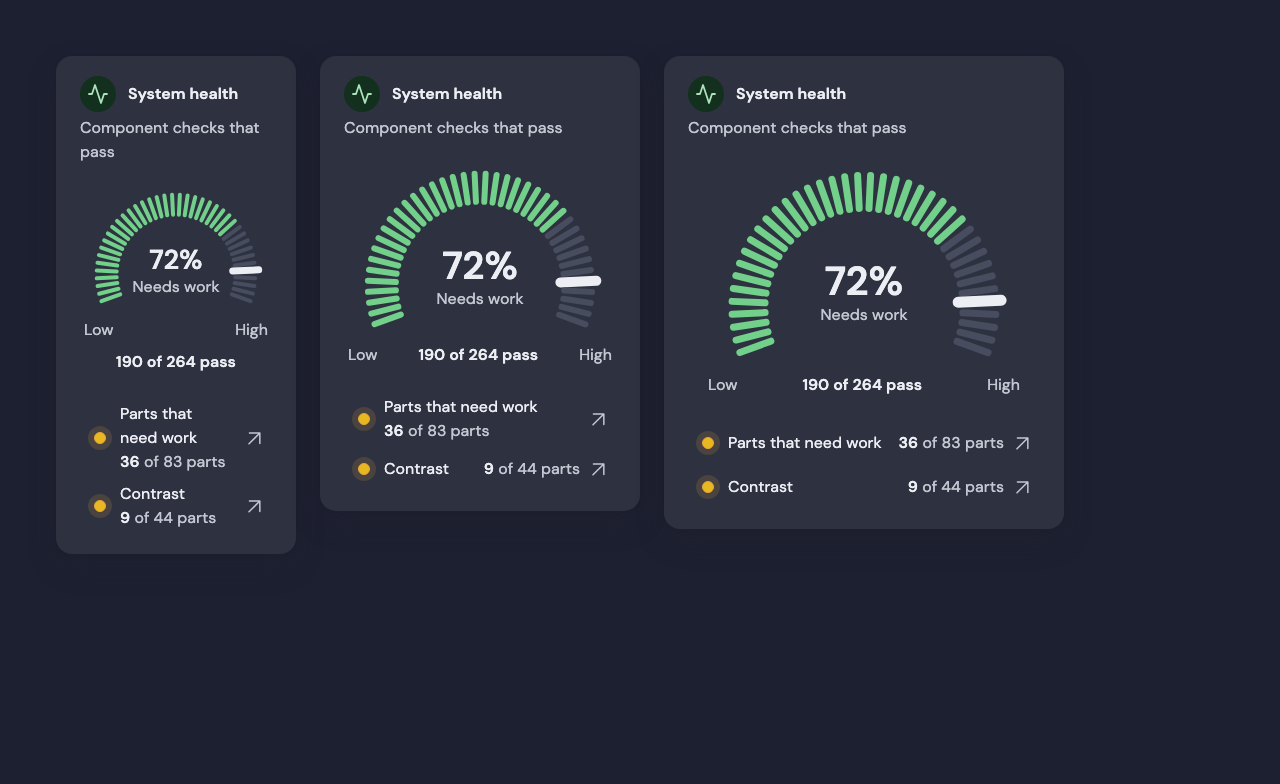 System health
Component checks that
pass
72%
Needs work
Low
High
190 of 264 pass
Parts that
need work
36 of 83 parts
Contrast
9 of 44 parts
System health
Component checks that pass
72%
Needs work
Low
190 of 264 pass
High
Parts that need work
36 of 83 parts
Contrast
9 of 44 parts
System health
Component checks that pass
72%
Needs work
Low
190 of 264 pass
High
Parts that need work
36 of 83 parts
Contrast
9 of 44 parts